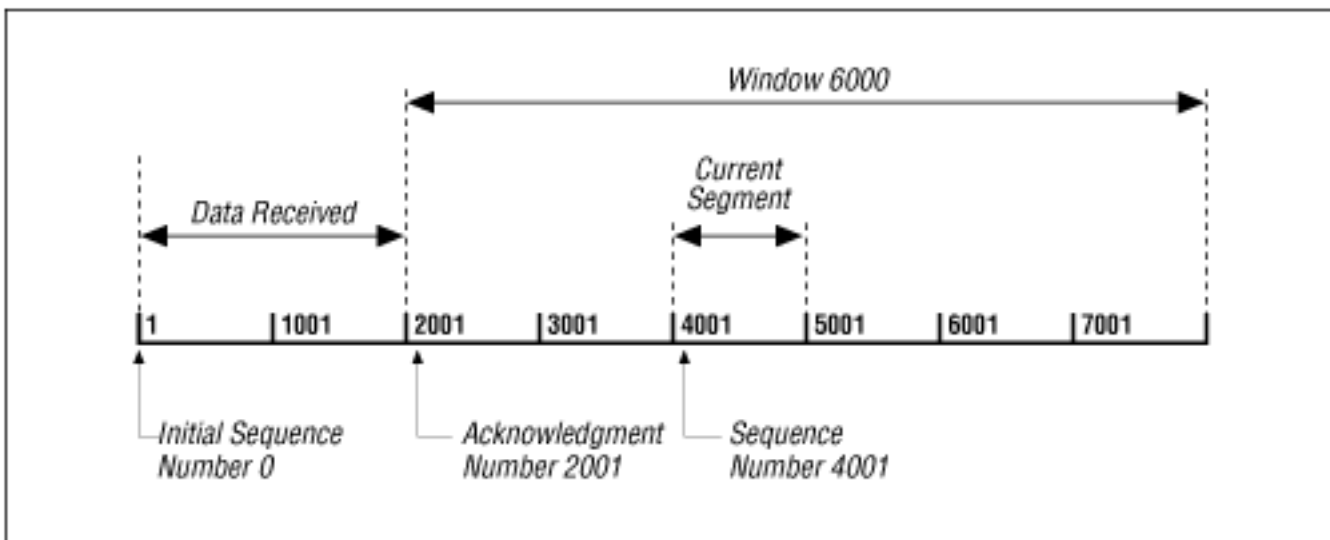 Window 6000
Current
Segment
Data Received
1 1001 2001 3001 4001 5001 6001 7001
Initial Sequence
Number 0
Acknowledgment
Number 2001
Sequence
Number 4001